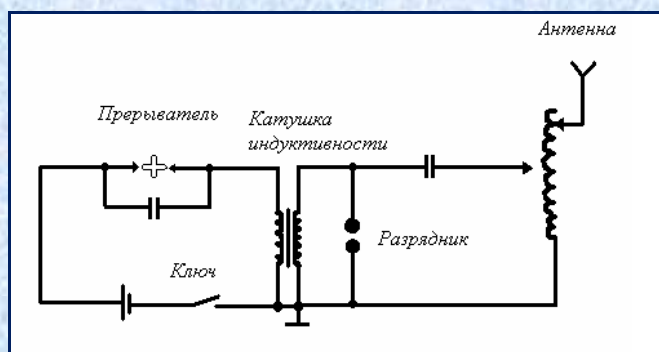 Антенна
Прерыватель
Катушка
индуктивности
Разрядник
Ключ